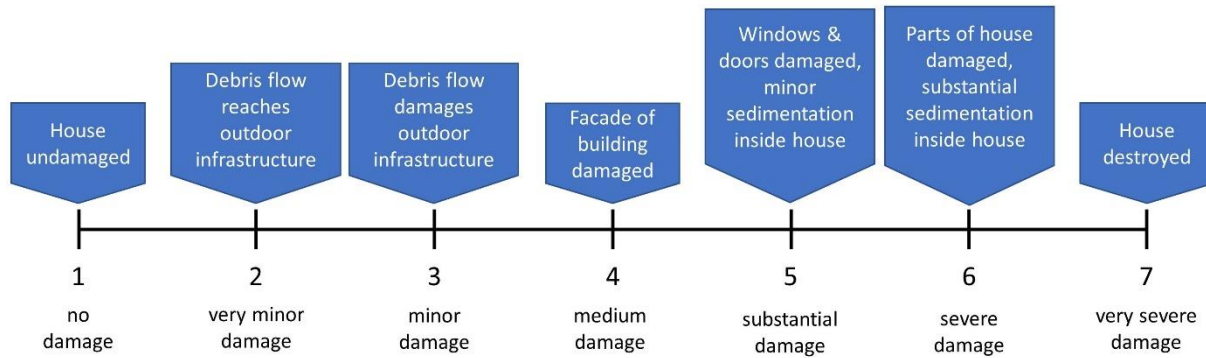 House
undamaged
Debris flow
reaches
outdoor
infrastructure
Debris flow
damages
outdoor
infrastructure
Facade of
building
damaged
Windows &
doors damaged,
minor
sedimentation
inside house
Parts of house
damaged,
substantial
sedimentation
inside house
House
destroyed
1
2
3
4
5
6
7
no
damage
very minor
damage
minor
damage
medium
damage
substantial
damage
severe
damage
very severe
damage